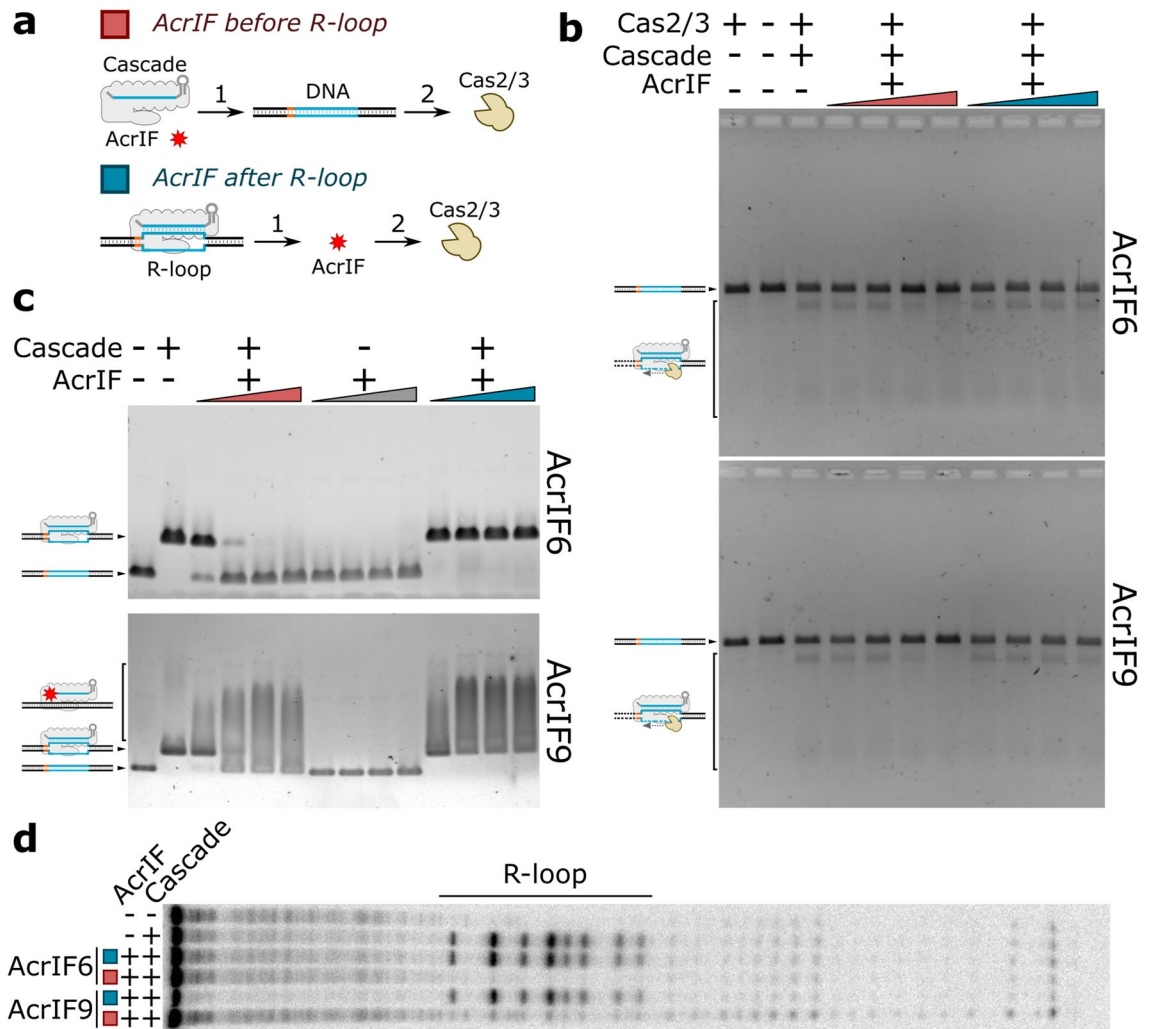 a
AcrIF before R-loop
Cascade
1
DNA
2
Cas2/3
AcrIF
AcrIF after R-loop
1
2
Cas2/3
R-loop
AcrIF
b
Cas2/3 + - + + +
Cascade - - + + +
AcrIF - - - + +
AcrIF6
AcrIF9
c
Cascade - + + - +
AcrIF - - + + +
AcrIF6
AcrIF9
d
AcrIF
Cascade
R-loop
- -
- +
AcrIF6 + +
+ +
AcrIF9 + +
+ +